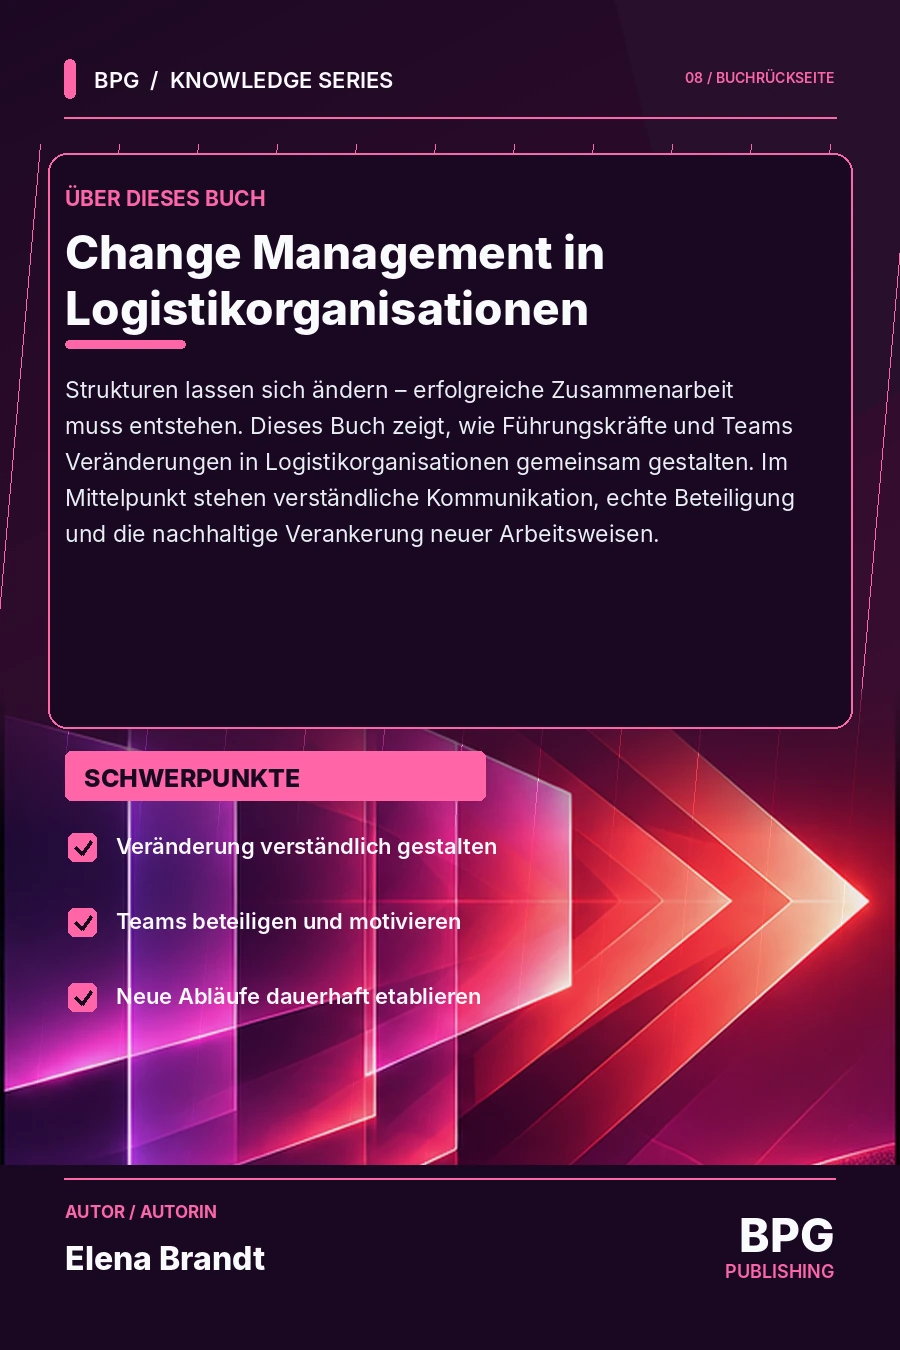 BPG / KNOWLEDGE SERIES
08 / BUCHRÜCKSEITE
ÜBER DIESES BUCH
Change Management in
Logistikorganisationen
Strukturen lassen sich ändern – erfolgreiche Zusammenarbeit
muss entstehen. Dieses Buch zeigt, wie Führungskräfte und Teams
Veränderungen in Logistikorganisationen gemeinsam gestalten. Im
Mittelpunkt stehen verständliche Kommunikation, echte Beteiligung
und die nachhaltige Verankerung neuer Arbeitsweisen.
SCHWERPUNKTE
Veränderung verständlich gestalten
Teams beteiligen und motivieren
Neue Abläufe dauerhaft etablieren
AUTOR / AUTORIN
Elena Brandt
BPG
PUBLISHING